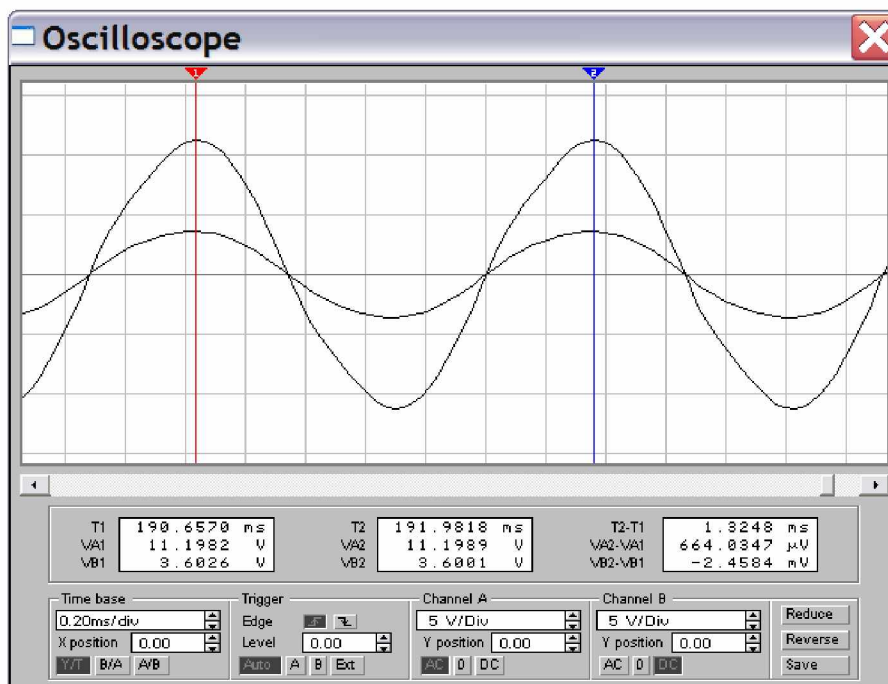 Oscilloscope
1 2
T1 190.6570 ms T2 191.9818 ms T2-T1 1.3248 ms
VA1 11.1982 V VA2 11.1989 V VA2-VA1 664.0347 µV
VB1 3.6026 V VB2 3.6001 V VB2-VB1 -2.4584 mV
Time base Trigger Channel A Channel B
0.20ms/div Edge 5 V/Div 5 V/Div Reduce
X position 0.00 Level 0.00 Y position 0.00 Y position 0.00 Reverse
Y/T B/A A/B Auto A B Ext AC 0 DC AC 0 DC Save